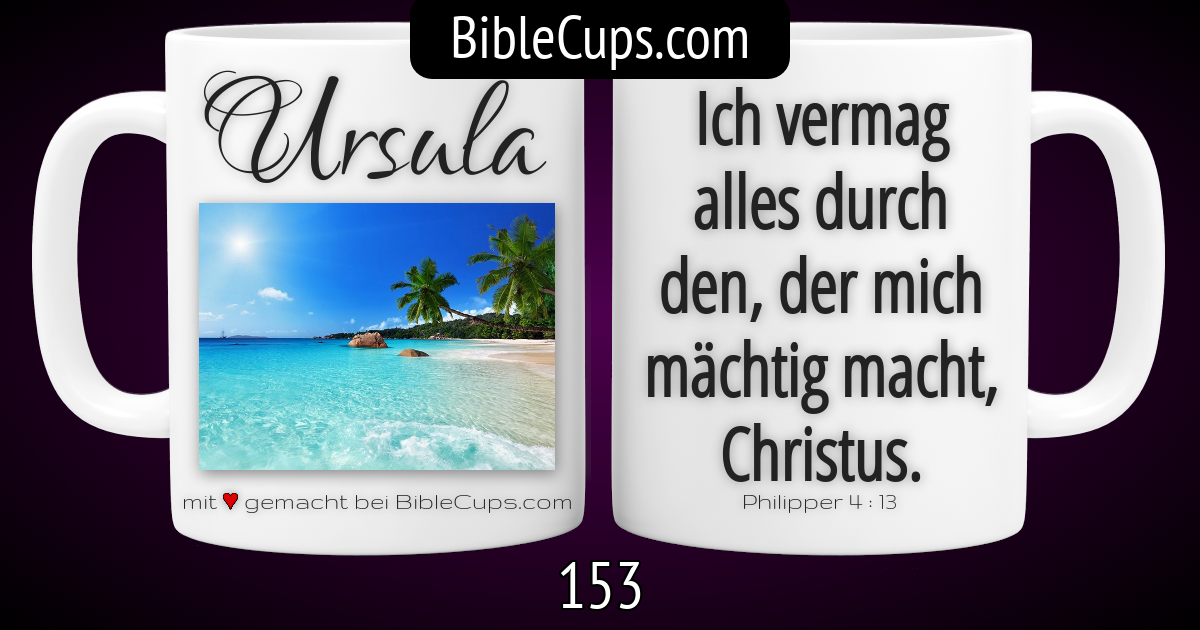 BibleCups.com
Ursula
mit ♥ gemacht bei BibleCups.com
Ich vermag
alles durch
den, der mich
mächtig macht,
Christus.
Philipper 4 : 13
153